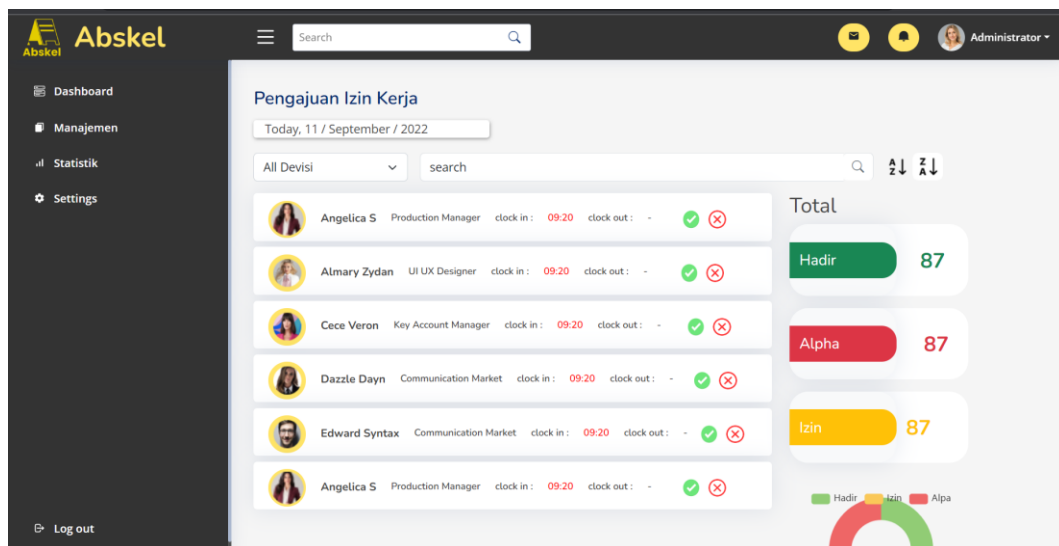 Abskel
Abskel
Search
Administrator
Dashboard
Manajemen
Statistik
Settings
Log out
Pengajuan Izin Kerja
Today, 11 / September / 2022
All Devisi
search
A Z
Z A
Angelica S Production Manager clock in : 09:20 clock out : -
Almary Zydan UI UX Designer clock in : 09:20 clock out : -
Cece Veron Key Account Manager clock in : 09:20 clock out : -
Dazzle Dayn Communication Market clock in : 09:20 clock out : -
Edward Syntax Communication Market clock in : 09:20 clock out : -
Angelica S Production Manager clock in : 09:20 clock out : -
Total
Hadir 87
Alpha 87
Izin 87
Hadir Izin Alpa